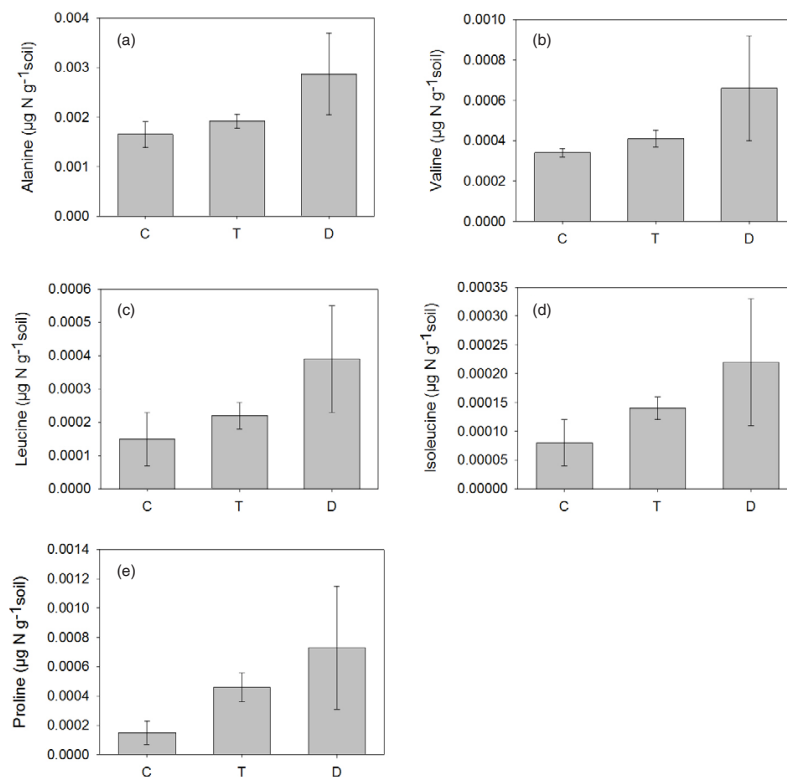 (a)
Alanine (µg N g⁻¹soil)
0.004
0.003
0.002
0.001
0.000
C T D
(b)
Valine (µg N g⁻¹soil)
0.0010
0.0008
0.0006
0.0004
0.0002
0.0000
C T D
(c)
Leucine (µg N g⁻¹soil)
0.0006
0.0005
0.0004
0.0003
0.0002
0.0001
0.0000
C T D
(d)
Isoleucine (µg N g⁻¹soil)
0.00035
0.00030
0.00025
0.00020
0.00015
0.00010
0.00005
0.00000
C T D
(e)
Proline (µg N g⁻¹soil)
0.0014
0.0012
0.0010
0.0008
0.0006
0.0004
0.0002
0.0000
C T D